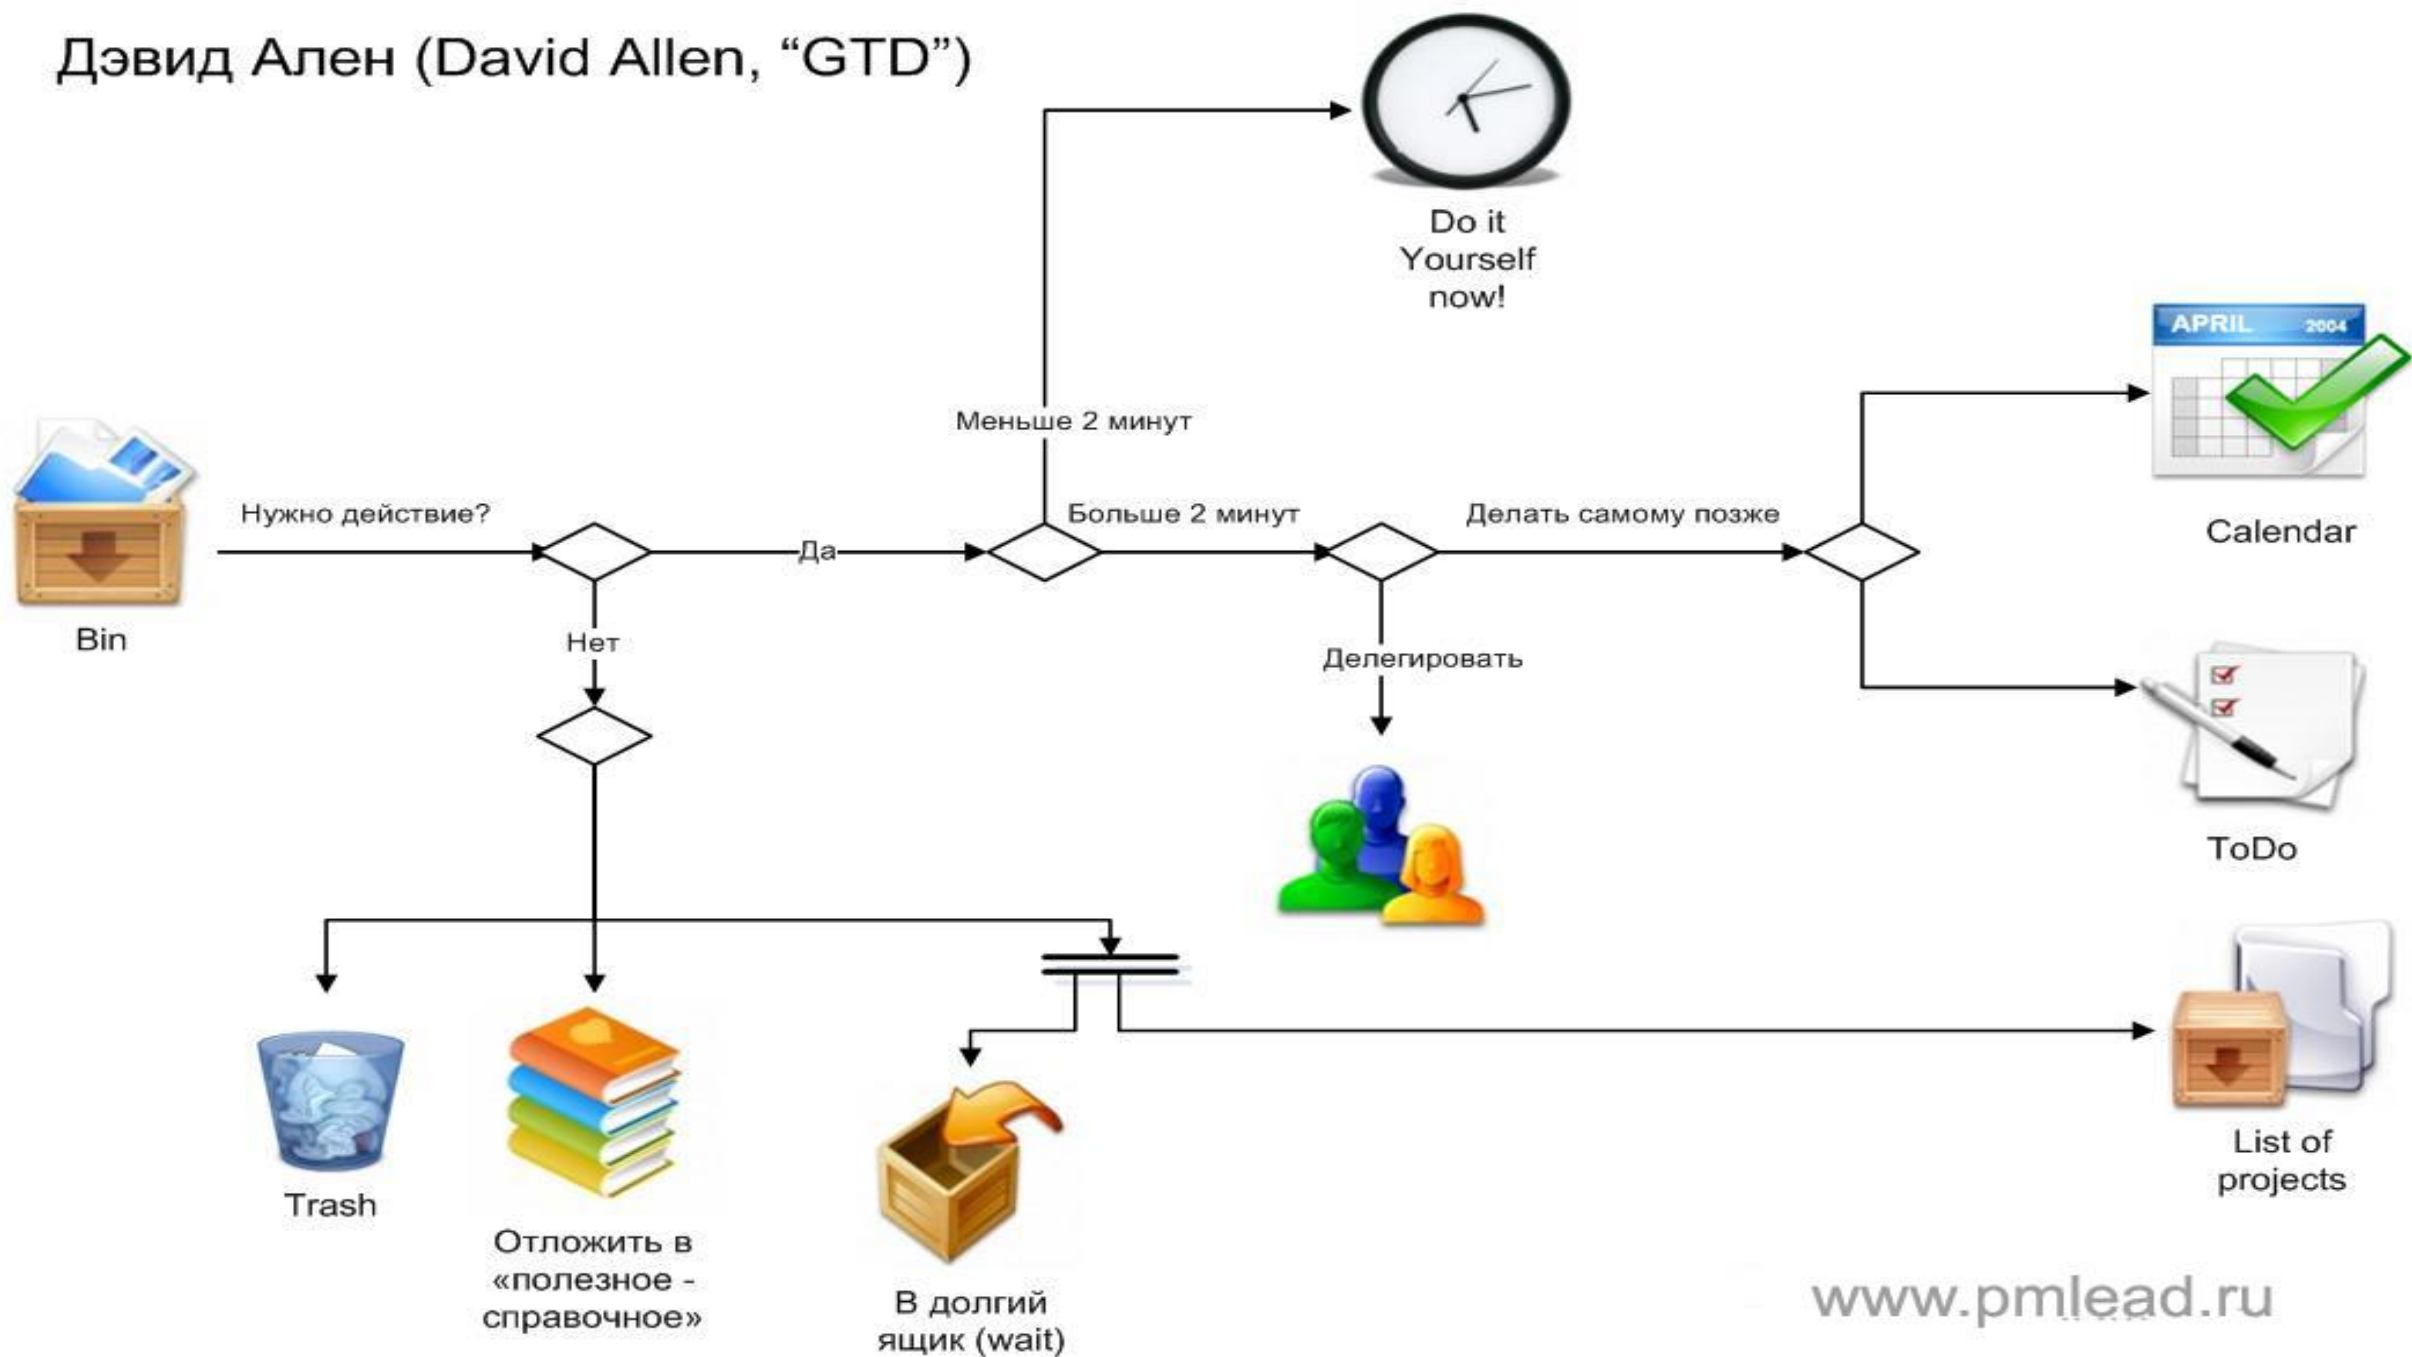 Дэвид Ален (David Allen, “GTD”)
Do it
Yourself
now!
APRIL 2004
Меньше 2 минут
Нужно действие?
Больше 2 минут
Делать самому позже
Calendar
Да
Bin
Нет
Делегировать
ToDo
List of
projects
Trash
Отложить в
«полезное -
справочное»
В долгий
ящик (wait)
www.pmlead.ru